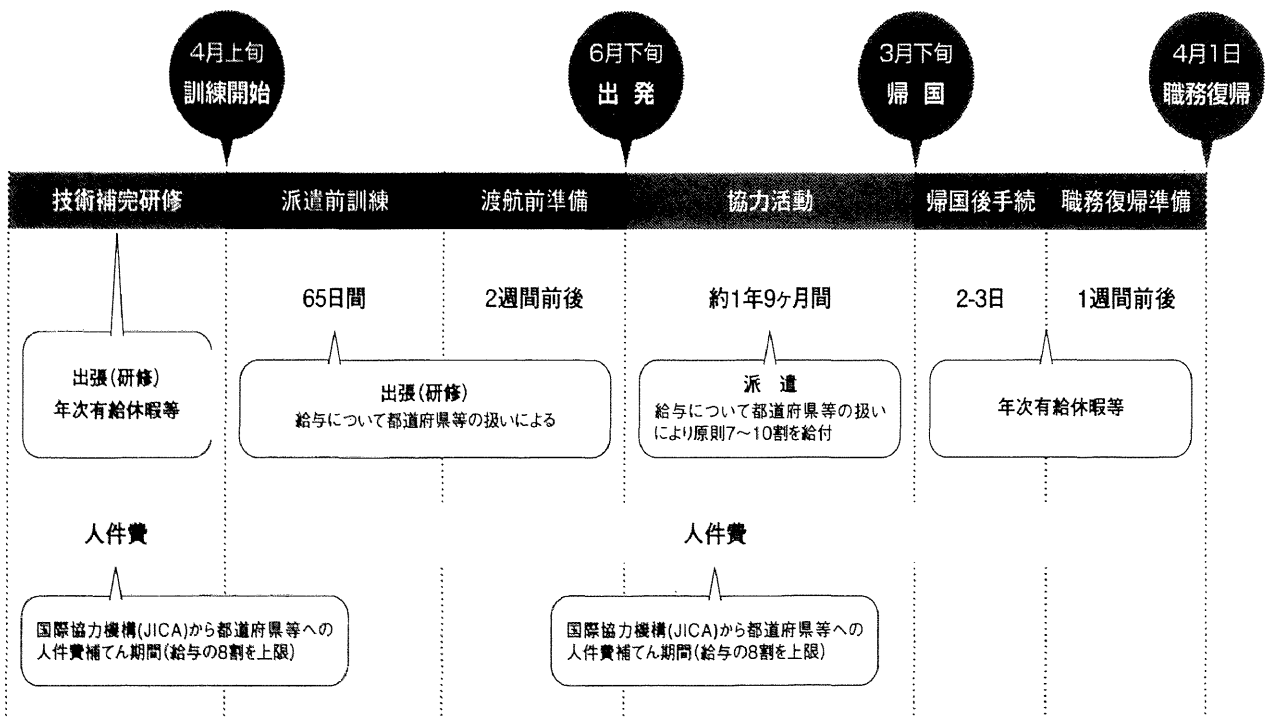 4月上旬
訓練開始
6月下旬
出発
3月下旬
帰国
4月1日
職務復帰
技術補完研修
派遣前訓練
渡航前準備
協力活動
帰国後手続
職務復帰準備
65日間
2週間前後
約1年9ヶ月間
2-3日
1週間前後
出張(研修)
年次有給休暇等
出張(研修)
給与について都道府県等の扱いによる
派遣
給与について都道府県等の扱い
により原則7〜10割を給付
年次有給休暇等
人件費
人件費
国際協力機構(JICA)から都道府県等への
人件費補てん期間(給与の8割を上限)
国際協力機構(JICA)から都道府県等への
人件費補てん期間(給与の8割を上限)